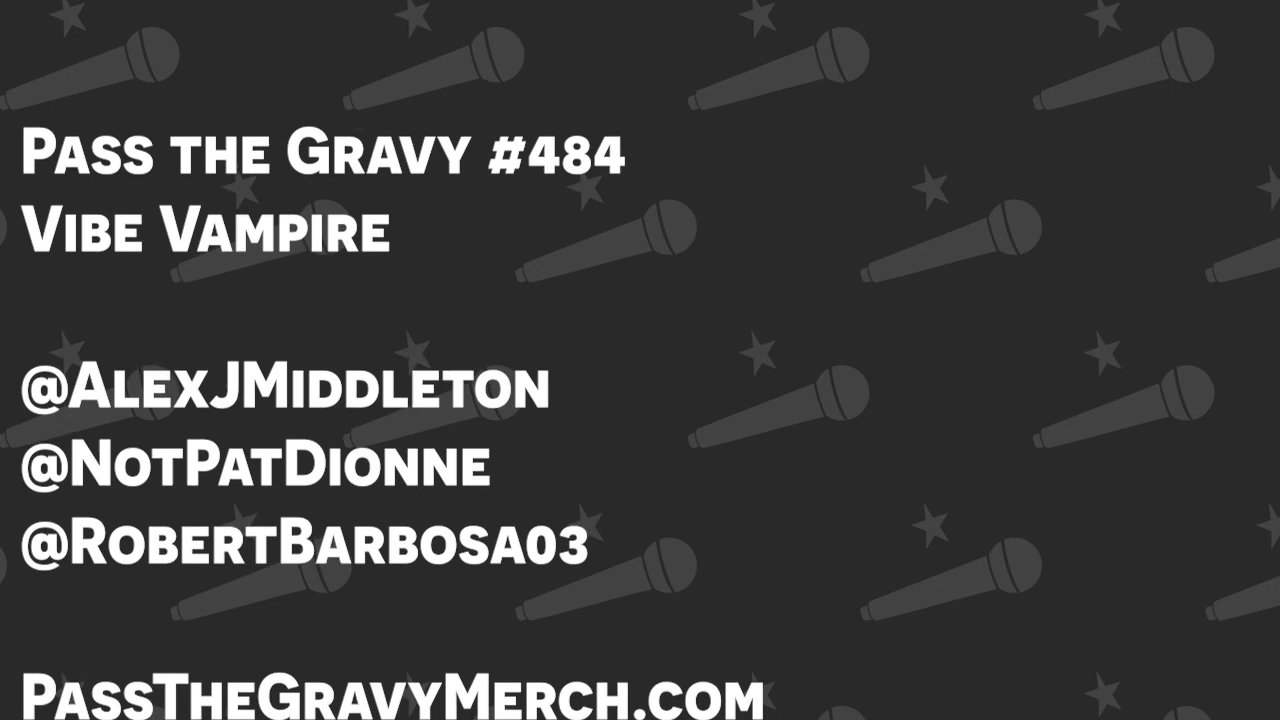 Pass the Gravy #484
Vibe Vampire
@AlexJMiddleton
@NotPatDionne
@RobertBarbosa03
PassTheGravyMerch.com